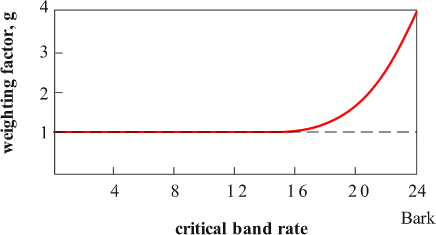 weighting factor, g
4
3
2
1
4 8 12 16 20 24
Bark
critical band rate